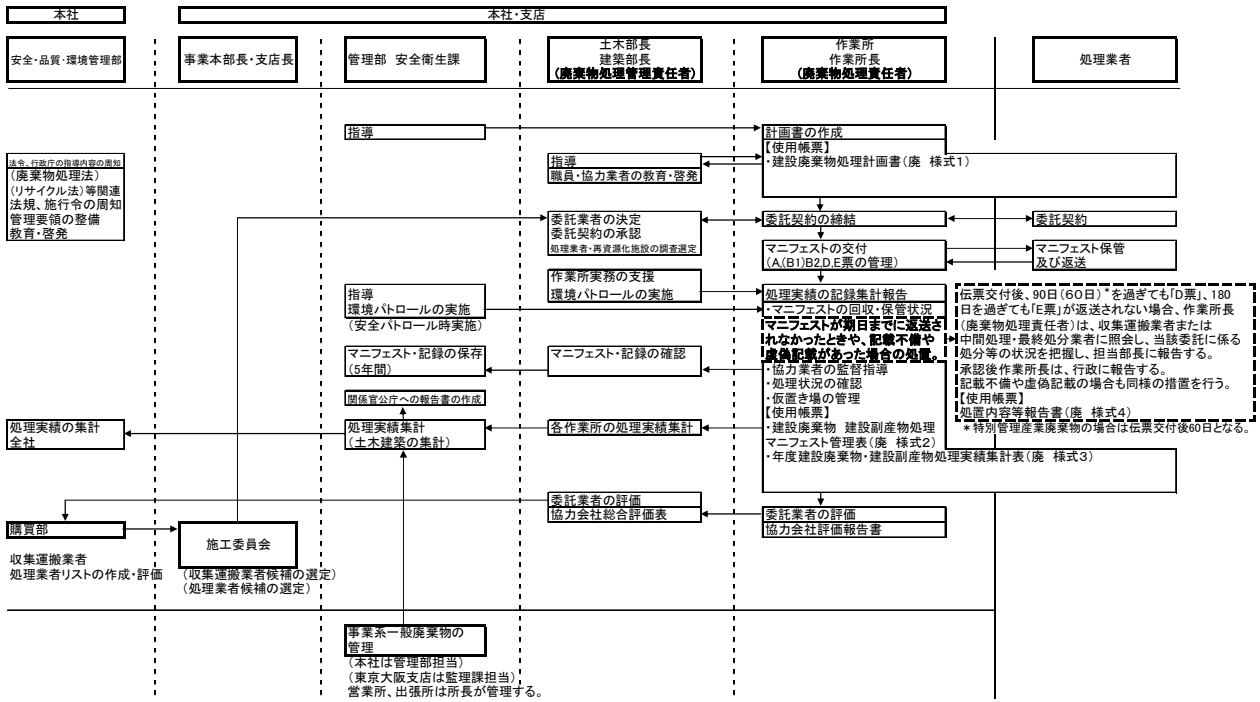 本社
本社・支店
安全・品質・環境管理部
事業本部長・支店長
管理部 安全衛生課
土木部長
建築部長
(廃棄物処理管理責任者)
作業所
作業所長
(廃棄物処理責任者)
処理業者
指導
計画書の作成
【使用帳票】
・建設廃棄物処理計画書(廃 様式1)
法令、行政庁の指導内容の周知
(廃棄物処理法)
(リサイクル法)等関連
法規、施行令の周知
管理要領の整備
教育・啓発
指導
職員・協力業者の教育・啓発
委託業者の決定
委託契約の承認
処理業者・再資源化施設の調査選定
委託契約の締結
委託契約
マニフェストの交付
(A,(B1)B2,D,E票の管理)
マニフェスト保管
及び返送
作業所実務の支援
環境パトロールの実施
指導
環境パトロールの実施
(安全パトロール時実施)
処理実績の記録集計報告
・マニフェストの回収・保管状況
マニフェストが期日までに返送さ
れなかったときや、記載不備や
虚偽記載があった場合の処置。
伝票交付後、90日(60日)*を過ぎても「D票」、180
日を過ぎても「E票」が返送されない場合、作業所長
(廃棄物処理責任者)は、収集運搬業者または
中間処理・最終処分業者に照会し、当該委託に係る
処分等の状況を把握し、担当部長に報告する。
承認後作業所長は、行政に報告する。
記載不備や虚偽記載の場合も同様の措置を行う。
【使用帳票】
処置内容等報告書(廃 様式4)
*特別管理産業廃棄物の場合は伝票交付後60日となる。
マニフェスト・記録の保存
(5年間)
マニフェスト・記録の確認
・協力業者の監督指導
・処理状況の確認
・仮置き場の管理
【使用帳票】
・建設廃棄物 建設副産物処理
マニフェスト管理表(廃 様式2)
・年度建設廃棄物・建設副産物処理実績集計表(廃 様式3)
関係官公庁への報告書の作成
処理実績の集計
全社
処理実績集計
(土木建築の集計)
各作業所の処理実績集計
委託業者の評価
協力会社総合評価表
委託業者の評価
協力会社評価報告書
購買部
収集運搬業者
処理業者リストの作成・評価
施工委員会
(収集運搬業者候補の選定)
(処理業者候補の選定)
事業系一般廃棄物の
管理
(本社は管理部担当)
(東京大阪支店は監理課担当)
営業所、出張所は所長が管理する。